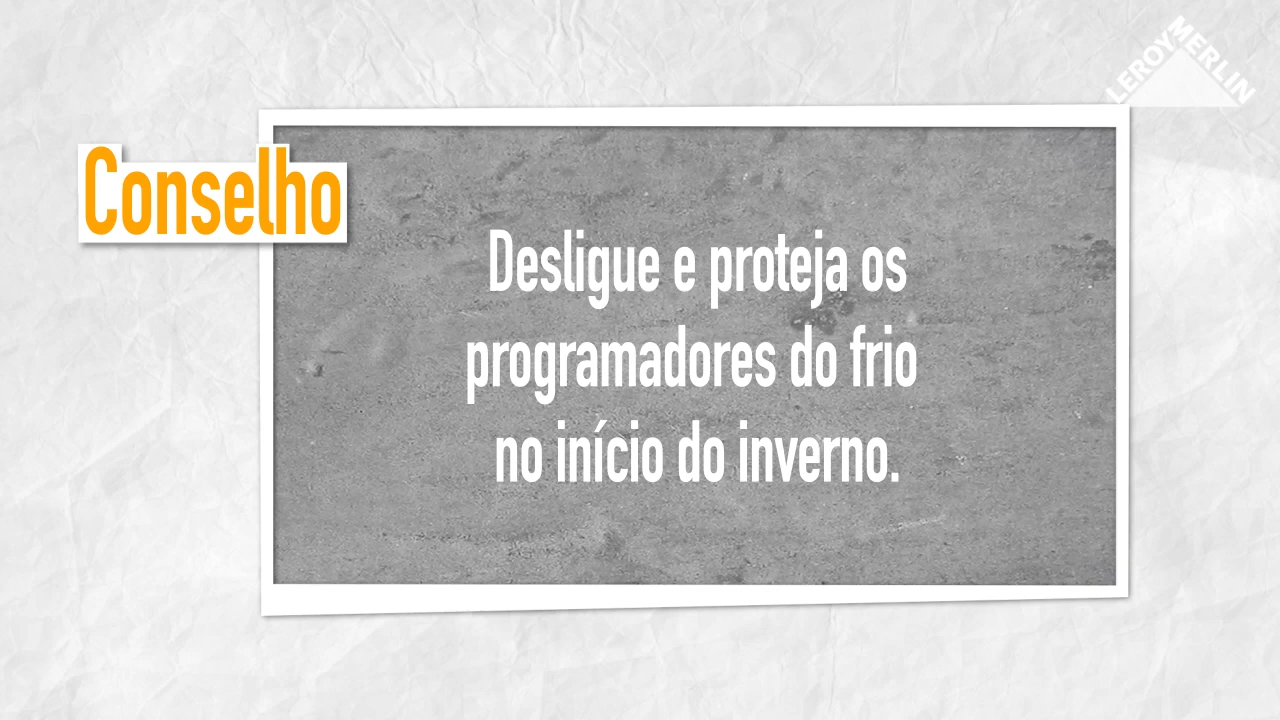 LEROY MERLIN
Conselho
Desligue e proteja os
programadores do frio
no início do inverno.